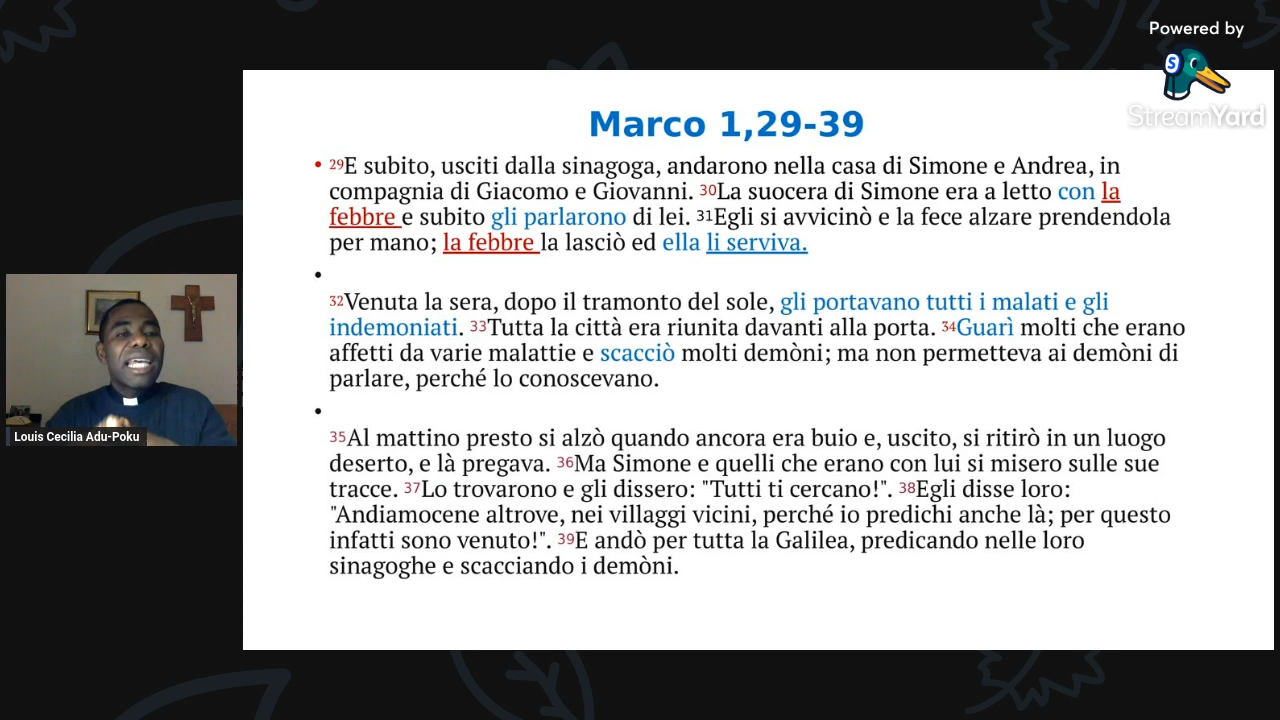 Powered by
S
StreamYard
Marco 1,29-39
• 29E subito, usciti dalla sinagoga, andarono nella casa di Simone e Andrea, in
compagnia di Giacomo e Giovanni. 30La suocera di Simone era a letto con la
febbre e subito gli parlarono di lei. 31Egli si avvicinò e la fece alzare prendendola
per mano; la febbre la lasciò ed ella li serviva.
•
32Venuta la sera, dopo il tramonto del sole, gli portavano tutti i malati e gli
indemoniati. 33Tutta la città era riunita davanti alla porta. 34Guarì molti che erano
affetti da varie malattie e scacciò molti demòni; ma non permetteva ai demòni di
parlare, perché lo conoscevano.
•
35Al mattino presto si alzò quando ancora era buio e, uscito, si ritirò in un luogo
deserto, e là pregava. 36Ma Simone e quelli che erano con lui si misero sulle sue
tracce. 37Lo trovarono e gli dissero: "Tutti ti cercano!". 38Egli disse loro:
"Andiamocene altrove, nei villaggi vicini, perché io predichi anche là; per questo
infatti sono venuto!". 39E andò per tutta la Galilea, predicando nelle loro
sinagoghe e scacciando i demòni.
Louis Cecilia Adu-Poku